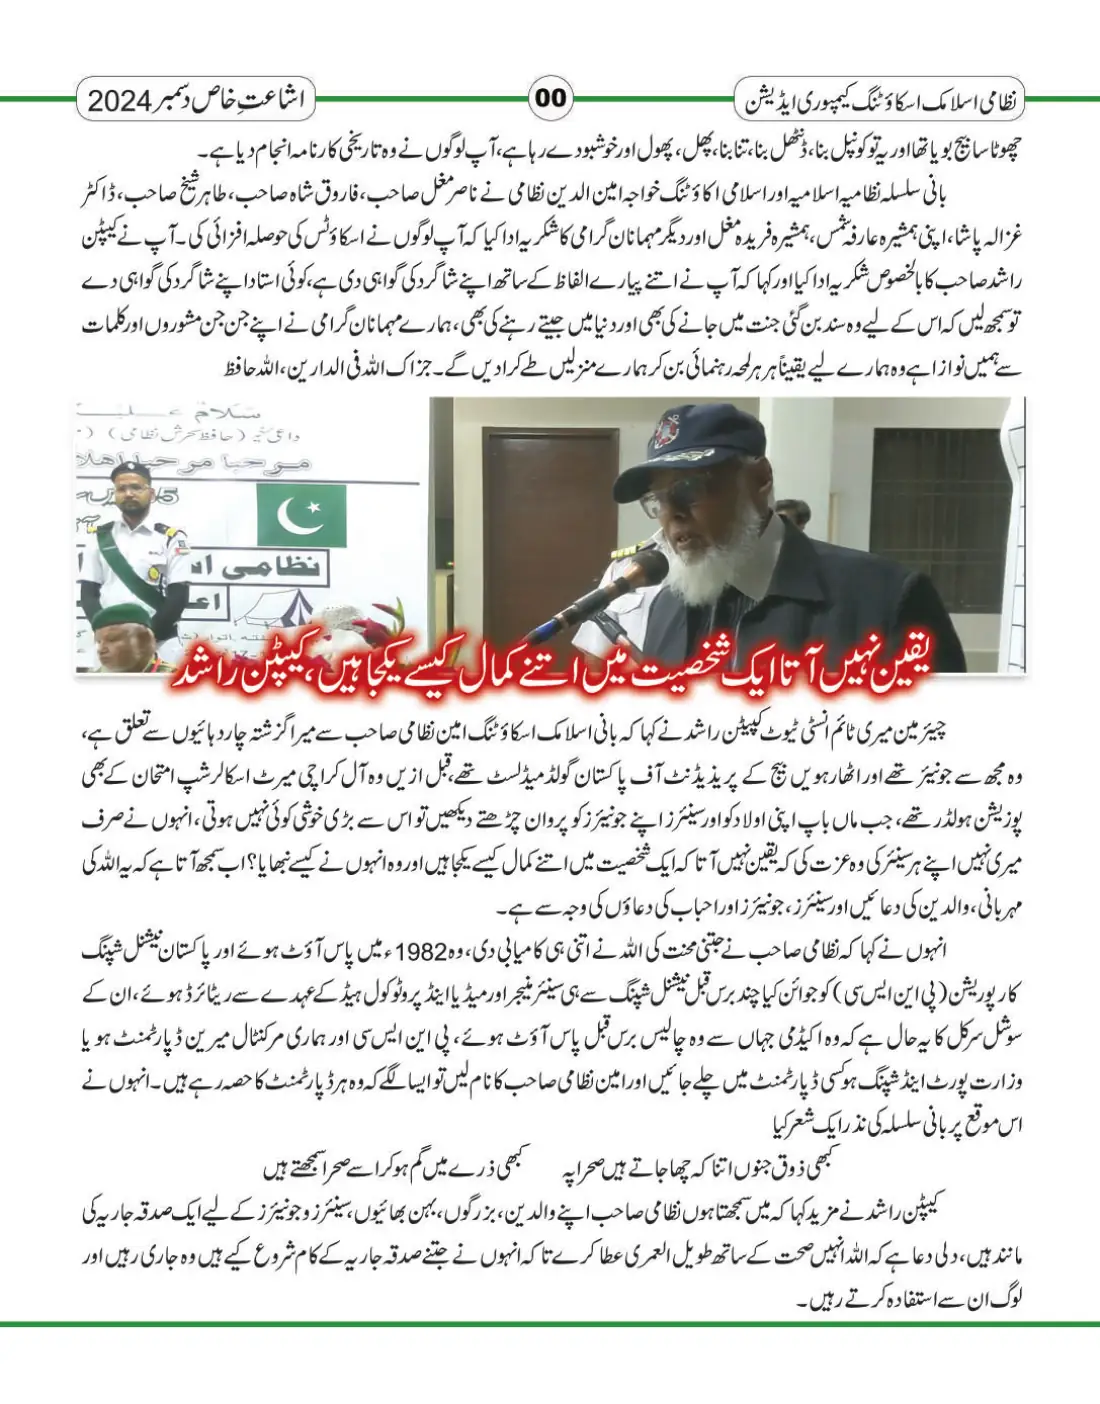 نظامی اسلامک اسکاؤٹنگ کیمپوری ایڈیشن
00
اشاعتِ خاص دسمبر 2024
چھوٹا سا بیج بویا تھا اور یہ تو کونپل بنا، ڈنٹھل بنا، تنا بنا، پھل، پھول اور خوشبو دے رہا ہے، آپ لوگوں نے وہ تاریخی کارنامہ انجام دیا ہے۔
بانی سلسلہ نظامیہ اسلامیہ اور اسلامی اکاؤٹنگ خواجہ امین الدین نظامی نے ناصر مغل صاحب، فاروق شاہ صاحب، طاہر شیخ صاحب، ڈاکٹر
غزالہ پاشا، اپنی ہمشیرہ عارفہ شمس، ہمشیرہ فریدہ مغل اور دیگر مہمانان گرامی کا شکریہ ادا کیا کہ آپ لوگوں نے اسکاؤٹس کی حوصلہ افزائی کی۔ آپ نے کیپٹن
راشد صاحب کا بالخصوص شکریہ ادا کیا اور کہا کہ آپ نے اتنے پیارے الفاظ کے ساتھ اپنے شاگرد کی گواہی دی ہے، کوئی استاد اپنے شاگرد کی گواہی دے
تو سمجھ لیں کہ اس کے لیے وہ سند بن گئی جنت میں جانے کی بھی اور دنیا میں جیتے رہنے کی بھی، ہمارے مہمانان گرامی نے اپنے جن جن مشوروں اور کلمات
سے ہمیں نوازا ہے وہ ہمارے لیے یقیناً ہر ہر لمحہ رہنمائی بن کر ہمارے منزلیں طے کرادیں گے۔ جزاک اللہ فی الدارین، اللہ حافظ
سلام علیک
داعی خیر (حافظ سحرش نظامی)
مرحبا مرحبا اھلا
نظامی
یقین نہیں آتا ایک شخصیت میں اتنے کمال کیسے یکجا ہیں، کیپٹن راشد
چیئرمین میری ٹائم انسٹی ٹیوٹ کیپٹن راشد نے کہا کہ بانی اسلامک اسکاؤٹنگ امین نظامی صاحب سے میرا گزشتہ چار دہائیوں سے تعلق ہے،
وہ مجھ سے جونیئر تھے اور اٹھارہویں بیج کے پریذیڈنٹ آف پاکستان گولڈ میڈلسٹ تھے، قبل ازیں وہ آل کراچی میرٹ اسکالرشپ امتحان کے بھی
پوزیشن ہولڈر تھے، جب ماں باپ اپنی اولاد کو اور سینئرز اپنے جونیئرز کو پروان چڑھتے دیکھیں تو اس سے بڑی خوشی کوئی نہیں ہوتی، انہوں نے صرف
میری نہیں اپنے ہر سینئر کی وہ عزت کی کہ یقین نہیں آتا کہ ایک شخصیت میں اتنے کمال کیسے یکجا ہیں اور وہ انہوں نے کیسے نبھایا؟ اب سمجھ آتا ہے کہ یہ اللہ کی
مہربانی، والدین کی دعائیں اور سینئرز، جونیئرز اور احباب کی دعاؤں کی وجہ سے ہے۔
انہوں نے کہا کہ نظامی صاحب نے جتنی محنت کی اللہ نے اتنی ہی کامیابی دی، وہ 1982ء میں پاس آؤٹ ہوئے اور پاکستان نیشنل شپنگ
کارپوریشن (پی این ایس سی) کو جوائن کیا چند برس قبل نیشنل شپنگ سے ہی سینئر منیجر اور میڈیا اینڈ پروٹوکول ہیڈ کے عہدے سے ریٹائرڈ ہوئے، ان کے
سوشل سرکل کا یہ حال ہے کہ وہ اکیڈمی جہاں سے وہ چالیس برس قبل پاس آؤٹ ہوئے، پی این ایس سی اور ہماری مرکنٹال میرین ڈپارٹمنٹ ہو یا
وزارت پورٹ اینڈ شپنگ ہو کسی ڈپارٹمنٹ میں چلے جائیں اور امین نظامی صاحب کا نام لیں تو ایسا لگے کہ وہ ہر ڈپارٹمنٹ کا حصہ رہے ہیں۔ انہوں نے
اس موقع پر بانی سلسلہ کی نذر ایک شعر کیا
کبھی ذوق جنوں اتنا کہ چھا جاتے ہیں صحرا پہ کبھی ذرے میں گم ہو کر اسے صحرا سمجھتے ہیں
کیپٹن راشد نے مزید کہا کہ میں سمجھتا ہوں نظامی صاحب اپنے والدین، بزرگوں، بہن بھائیوں، سینئرز و جونیئرز کے لیے ایک صدقہ جاریہ کی
مانند ہیں، دلی دعا ہے کہ اللہ انہیں صحت کے ساتھ طویل العمری عطا کرے تاکہ انہوں نے جتنے صدقہ جاریہ کے کام شروع کیے ہیں وہ جاری رہیں اور
لوگ ان سے استفادہ کرتے رہیں۔